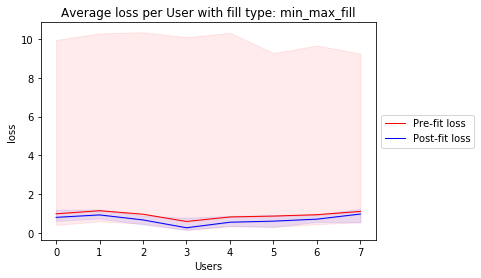 Average loss per User with fill type: min_max_fill
loss
10
8
6
4
2
0
0 1 2 3 4 5 6 7
Users
Pre-fit loss
Post-fit loss